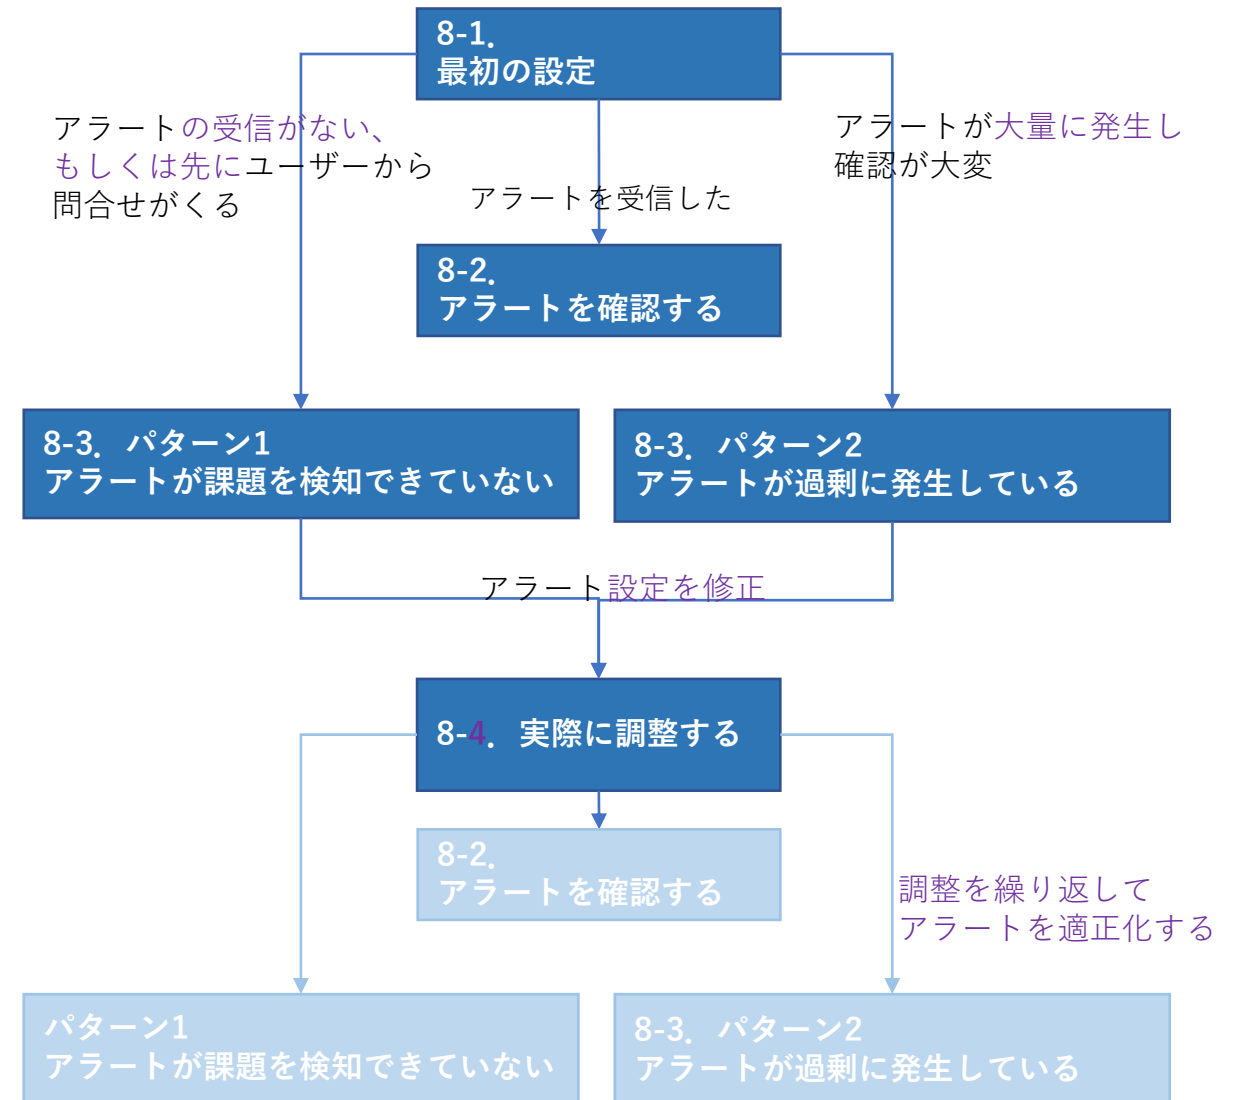 8-1.
最初の設定
アラートの受信がない、
もしくは先にユーザーから
問合せがくる
アラートを受信した
アラートが大量に発生し
確認が大変
8-2.
アラートを確認する
8-3. パターン1
アラートが課題を検知できていない
8-3. パターン2
アラートが過剰に発生している
アラート設定を修正
8-4. 実際に調整する
8-2.
アラートを確認する
調整を繰り返して
アラートを適正化する
パターン1
アラートが課題を検知できていない
8-3. パターン2
アラートが過剰に発生している